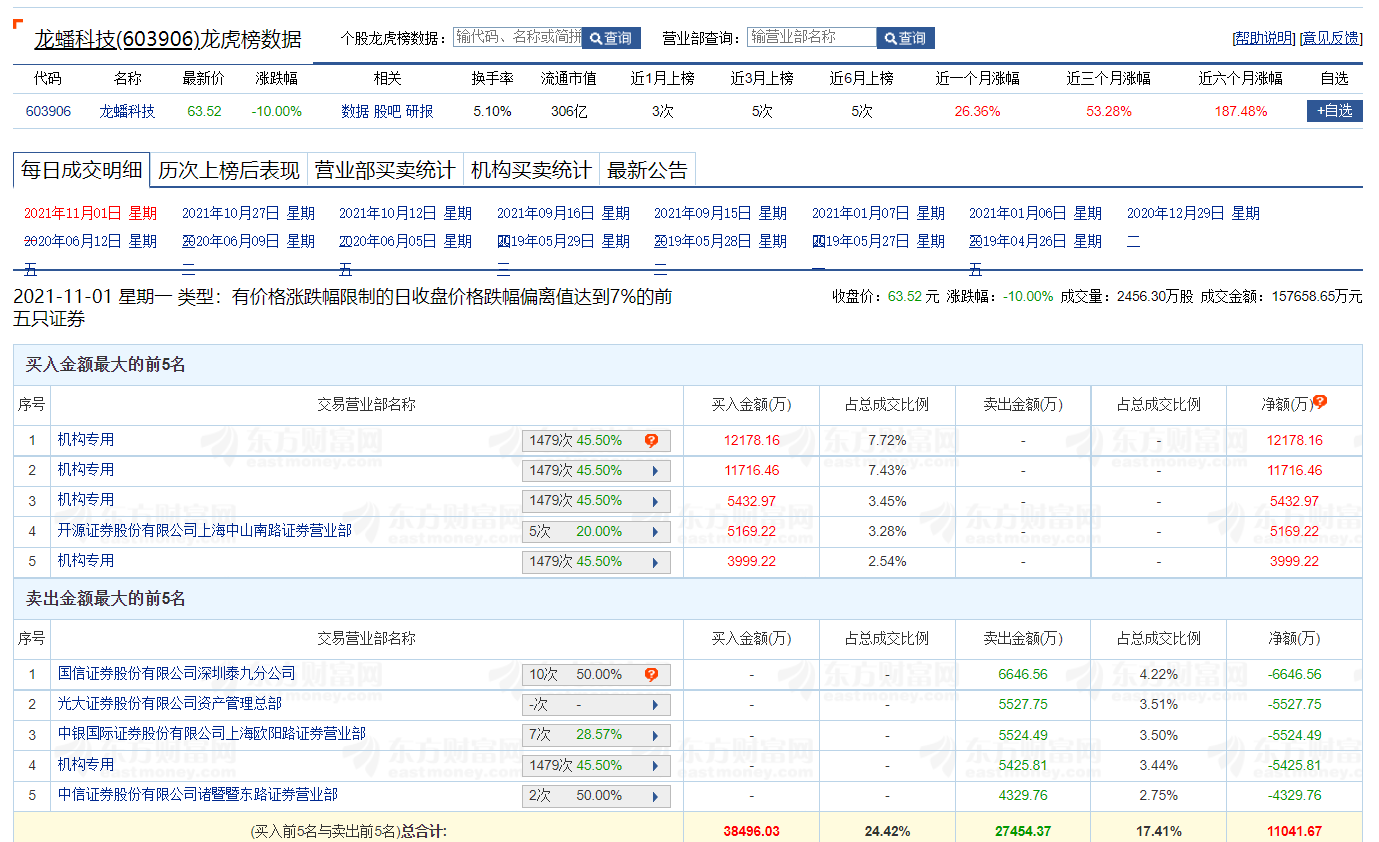 龙蟠科技(603906)龙虎榜数据 个股龙虎榜数据： 输代码、名称或简拼 查询 营业部查询： 输营业部名称 查询 [帮助说明] [意见反馈]
代码 名称 最新价 涨跌幅 相关 换手率 流通市值 近1月上榜 近3月上榜 近6月上榜 近一个月涨幅 近三个月涨幅 近六个月涨幅 自选
603906 龙蟠科技 63.52 -10.00% 数据 股吧 研报 5.10% 306亿 3次 5次 5次 26.36% 53.28% 187.48% +自选
每日成交明细 历次上榜后表现 营业部买卖统计 机构买卖统计 最新公告
2021年11月01日 星期 2021年10月27日 星期 2021年10月12日 星期 2021年09月16日 星期 2021年09月15日 星期 2021年01月07日 星期 2021年01月06日 星期 2020年12月29日 星期
一 三 二 四 三 四 三 二
2020年06月12日 星期 2020年06月09日 星期 2020年06月05日 星期 2019年05月29日 星期 2019年05月28日 星期 2019年05月27日 星期 2019年04月26日 星期
五 二 五 三 二 一 五
2021-11-01 星期一 类型：有价格涨跌幅限制的日收盘价格跌幅偏离值达到7%的前
五只证券
收盘价：63.52 元 涨跌幅：-10.00% 成交量：2456.30万股 成交金额：157658.65万元
买入金额最大的前5名
序号 交易营业部名称 买入金额(万) 占总成交比例 卖出金额(万) 占总成交比例 净额(万)
1 机构专用 1479次 45.50% 12178.16 7.72% - - 12178.16
2 机构专用 1479次 45.50% 11716.46 7.43% - - 11716.46
3 机构专用 1479次 45.50% 5432.97 3.45% - - 5432.97
4 开源证券股份有限公司上海中山南路证券营业部 5次 20.00% 5169.22 3.28% - - 5169.22
5 机构专用 1479次 45.50% 3999.22 2.54% - - 3999.22
卖出金额最大的前5名
序号 交易营业部名称 买入金额(万) 占总成交比例 卖出金额(万) 占总成交比例 净额(万)
1 国信证券股份有限公司深圳泰九分公司 10次 50.00% - - 6646.56 4.22% -6646.56
2 光大证券股份有限公司资产管理总部 -次 - - - 5527.75 3.51% -5527.75
3 中银国际证券股份有限公司上海欧阳路证券营业部 7次 28.57% - - 5524.49 3.50% -5524.49
4 机构专用 1479次 45.50% - - 5425.81 3.44% -5425.81
5 中信证券股份有限公司诸暨暨东路证券营业部 2次 50.00% - - 4329.76 2.75% -4329.76
(买入前5名与卖出前5名)总合计: 38496.03 24.42% 27454.37 17.41% 11041.67
东方财富网
eastmoney.com